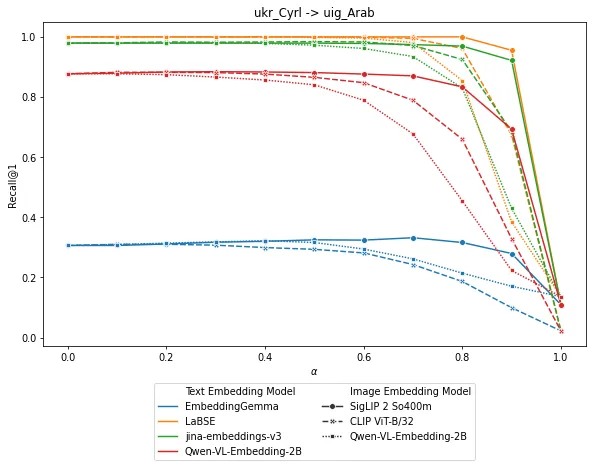 ukr_Cyrl -> uig_Arab
Recall@1
1.0
0.8
0.6
0.4
0.2
0.0
0.0 0.2 0.4 0.6 0.8 1.0
α
Text Embedding Model
EmbeddingGemma
LaBSE
jina-embeddings-v3
Qwen-VL-Embedding-2B
Image Embedding Model
SigLIP 2 So400m
CLIP ViT-B/32
Qwen-VL-Embedding-2B